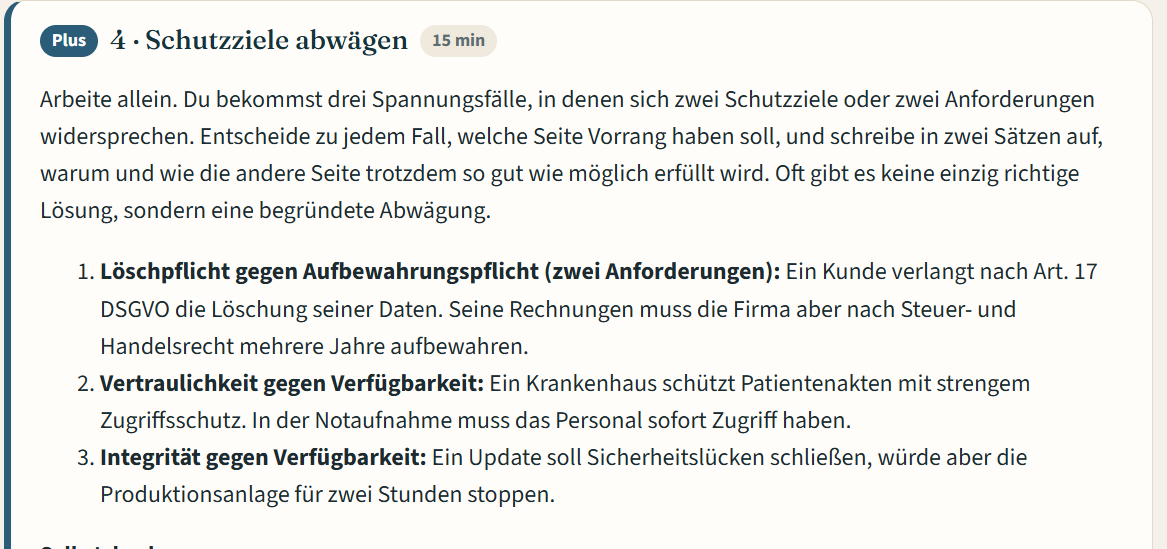 Plus 4 · Schutzziele abwägen 15 min
Arbeite allein. Du bekommst drei Spannungsfälle, in denen sich zwei Schutzziele oder zwei Anforderungen
widersprechen. Entscheide zu jedem Fall, welche Seite Vorrang haben soll, und schreibe in zwei Sätzen auf,
warum und wie die andere Seite trotzdem so gut wie möglich erfüllt wird. Oft gibt es keine einzig richtige
Lösung, sondern eine begründete Abwägung.
1. Löschpflicht gegen Aufbewahrungspflicht (zwei Anforderungen): Ein Kunde verlangt nach Art. 17
DSGVO die Löschung seiner Daten. Seine Rechnungen muss die Firma aber nach Steuer- und
Handelsrecht mehrere Jahre aufbewahren.
2. Vertraulichkeit gegen Verfügbarkeit: Ein Krankenhaus schützt Patientenakten mit strengem
Zugriffsschutz. In der Notaufnahme muss das Personal sofort Zugriff haben.
3. Integrität gegen Verfügbarkeit: Ein Update soll Sicherheitslücken schließen, würde aber die
Produktionsanlage für zwei Stunden stoppen.